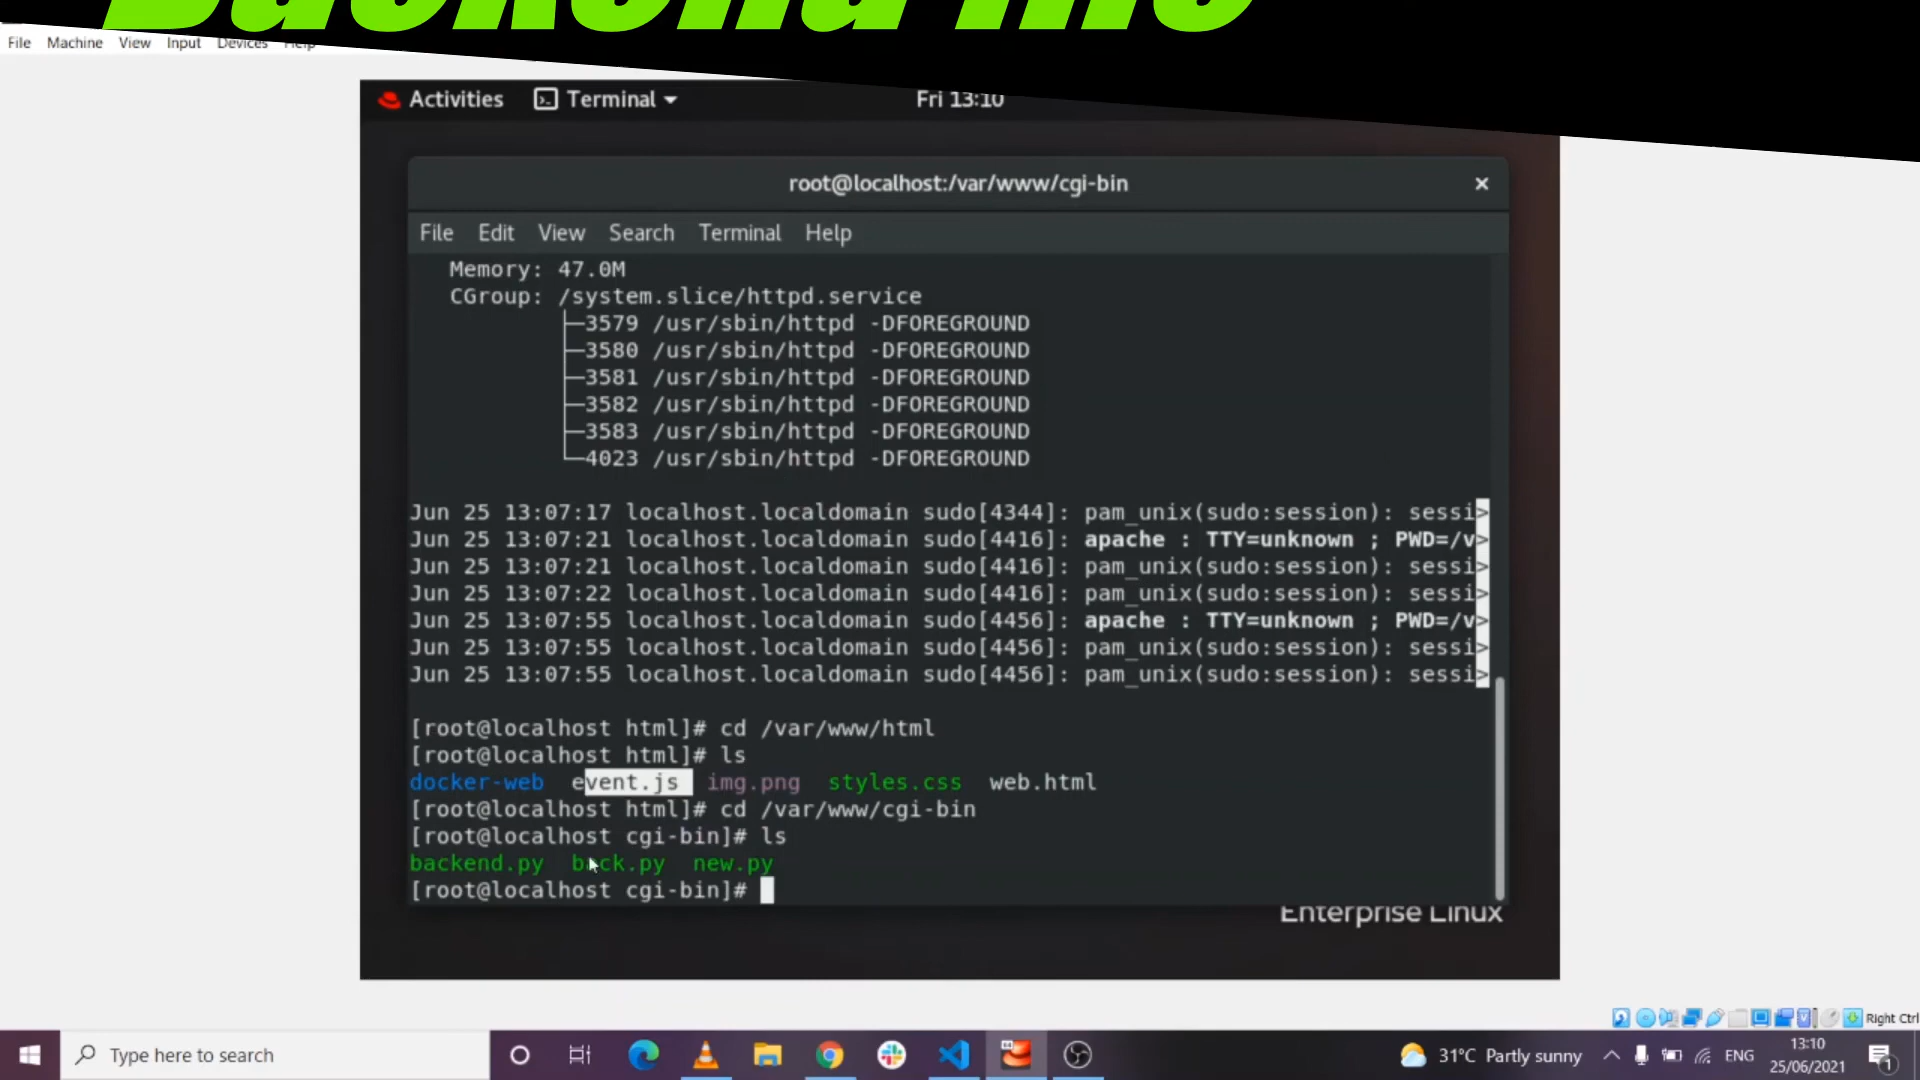 File Machine View Input Devices Help
Activities Terminal Fri 13:10
root@localhost:/var/www/cgi-bin ×
File Edit View Search Terminal Help
Memory: 47.0M
CGroup: /system.slice/httpd.service
├─3579 /usr/sbin/httpd -DFOREGROUND
├─3580 /usr/sbin/httpd -DFOREGROUND
├─3581 /usr/sbin/httpd -DFOREGROUND
├─3582 /usr/sbin/httpd -DFOREGROUND
├─3583 /usr/sbin/httpd -DFOREGROUND
└─4023 /usr/sbin/httpd -DFOREGROUND
Jun 25 13:07:17 localhost.localdomain sudo[4344]: pam_unix(sudo:session): sessi>
Jun 25 13:07:21 localhost.localdomain sudo[4416]: apache : TTY=unknown ; PWD=/v>
Jun 25 13:07:21 localhost.localdomain sudo[4416]: pam_unix(sudo:session): sessi>
Jun 25 13:07:22 localhost.localdomain sudo[4416]: pam_unix(sudo:session): sessi>
Jun 25 13:07:55 localhost.localdomain sudo[4456]: apache : TTY=unknown ; PWD=/v>
Jun 25 13:07:55 localhost.localdomain sudo[4456]: pam_unix(sudo:session): sessi>
Jun 25 13:07:55 localhost.localdomain sudo[4456]: pam_unix(sudo:session): sessi>
[root@localhost html]# cd /var/www/html
[root@localhost html]# ls
docker-web event.js img.png styles.css web.html
[root@localhost html]# cd /var/www/cgi-bin
[root@localhost cgi-bin]# ls
backend.py back.py new.py
[root@localhost cgi-bin]#
Enterprise Linux
Right Ctrl
Type here to search
31°C Partly sunny
ENG
13:10
25/06/2021
1